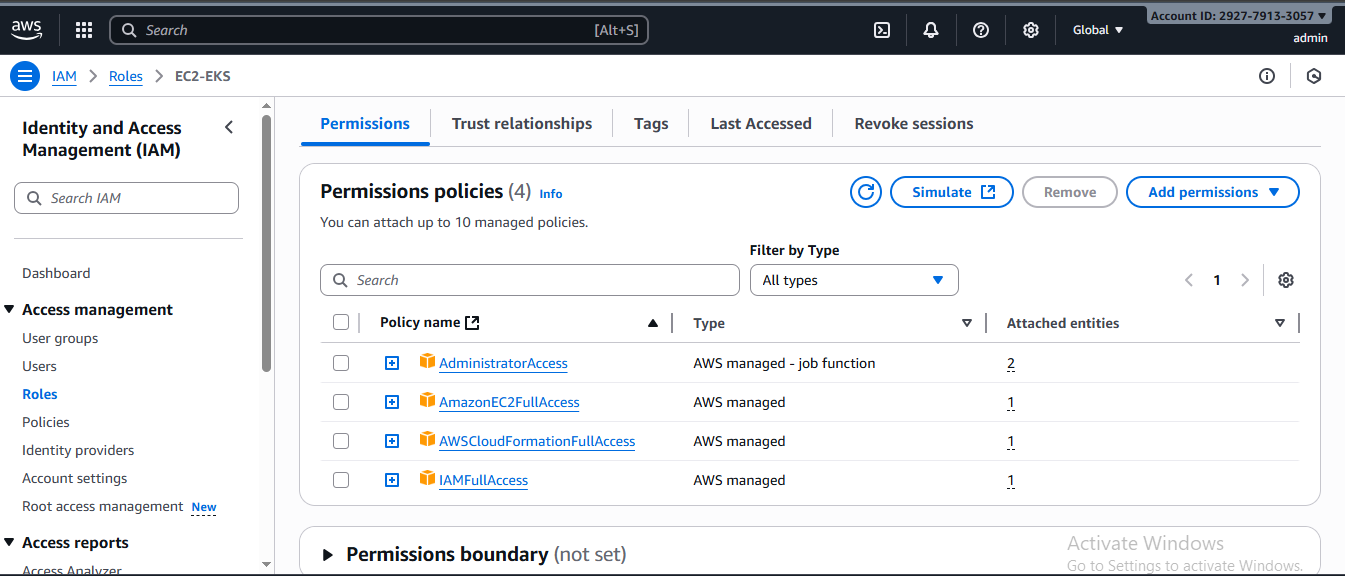 aws
Search
[Alt+S]
Global
Account ID: 2927-7913-3057
admin
IAM
Roles
EC2-EKS
Identity and Access
Management (IAM)
Search IAM
Dashboard
Access management
User groups
Users
Roles
Policies
Identity providers
Account settings
Root access management New
Access reports
Access Analyzer
Permissions
Trust relationships
Tags
Last Accessed
Revoke sessions
Permissions policies (4) Info
Simulate
Remove
Add permissions
You can attach up to 10 managed policies.
Filter by Type
Search
All types
1
Policy name
Type
Attached entities
AdministratorAccess
AWS managed - job function
2
AmazonEC2FullAccess
AWS managed
1
AWSCloudFormationFullAccess
AWS managed
1
IAMFullAccess
AWS managed
1
Permissions boundary (not set)
Activate Windows
Go to Settings to activate Windows.